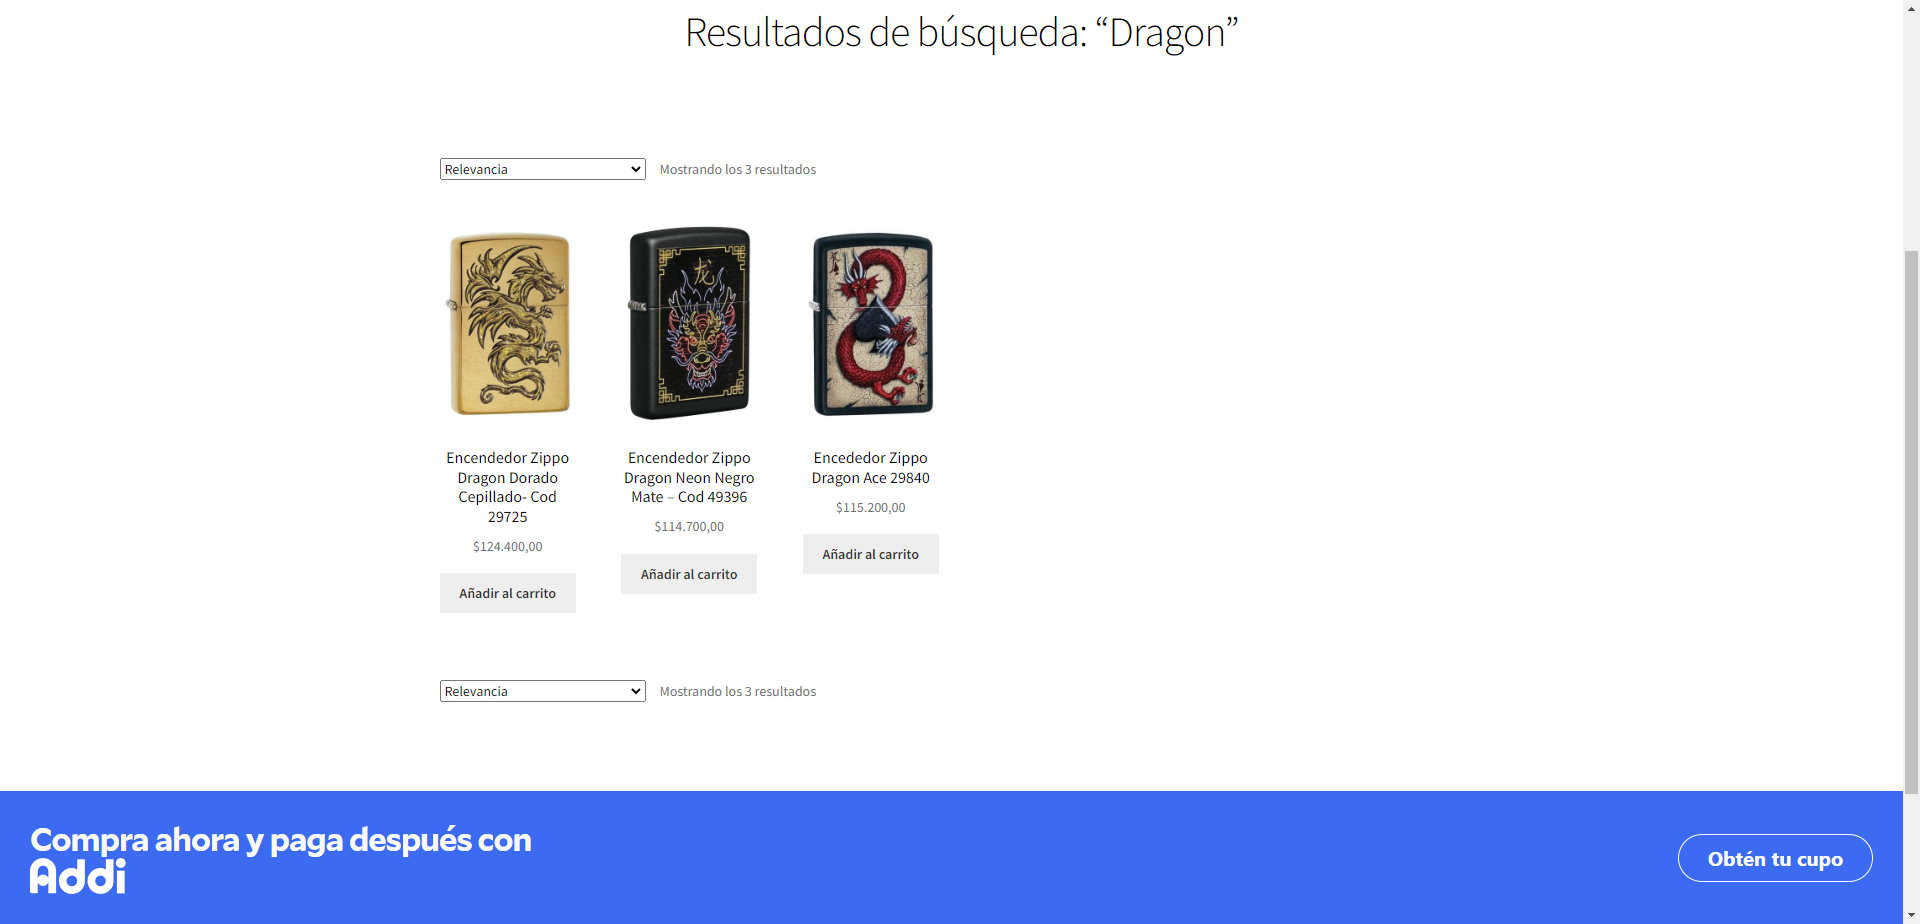 Resultados de búsqueda: “Dragon”
Relevancia
Mostrando los 3 resultados
龙
Encendedor Zippo
Dragon Dorado
Cepillado- Cod
29725
$124.400,00
Añadir al carrito
Encendedor Zippo
Dragon Neon Negro
Mate – Cod 49396
$114.700,00
Añadir al carrito
Encededor Zippo
Dragon Ace 29840
$115.200,00
Añadir al carrito
Relevancia
Mostrando los 3 resultados
Compra ahora y paga después con
Addi
Obtén tu cupo